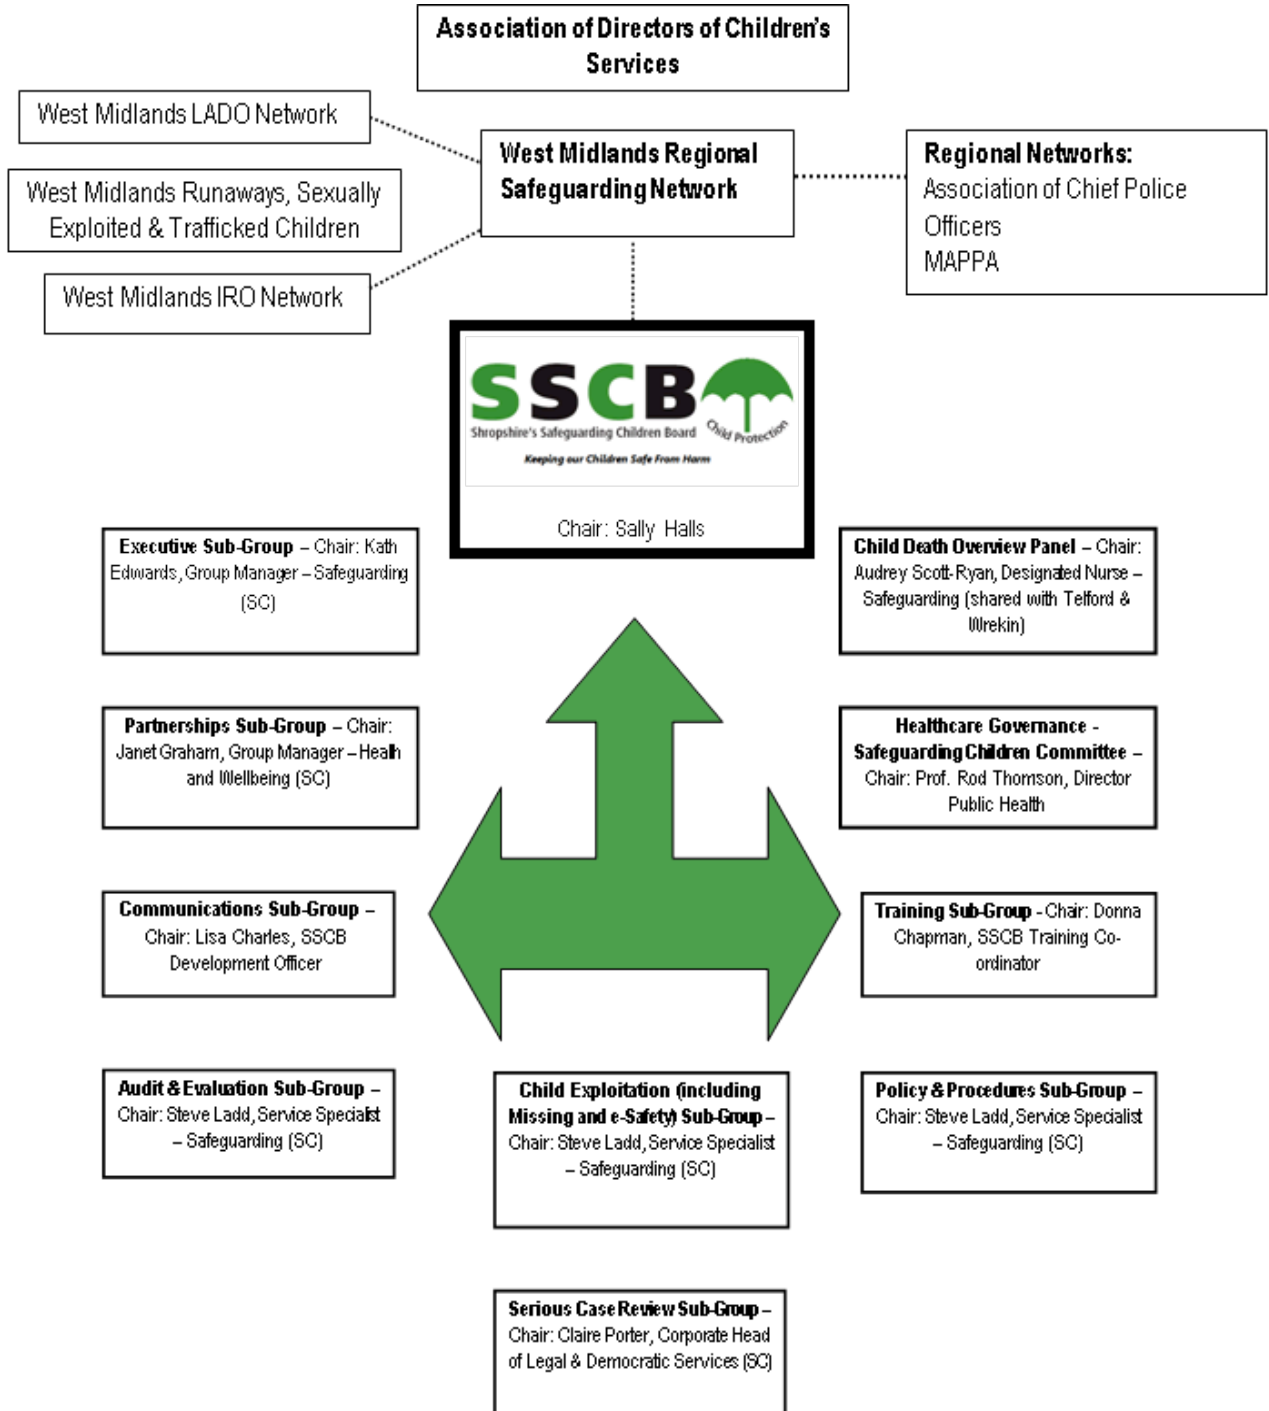 Association of Directors of Children's
Services
West Midlands LADO Network
West Midlands Regional
Safeguarding Network
Regional Networks:
Association of Chief Police
Officers
MAPPA
West Midlands Runaways, Sexually
Exploited & Trafficked Children
West Midlands IRO Network
SSCB
Shropshire's Safeguarding Children Board
Child Protection
Keeping our Children Safe From Harm
Chair: Sally Halls
Executive Sub-Group – Chair: Kath
Edwards, Group Manager – Safeguarding
(SC)
Child Death Overview Panel – Chair:
Audrey Scott-Ryan, Designated Nurse –
Safeguarding (shared with Telford &
Wrekin)
Partnerships Sub-Group – Chair:
Janet Graham, Group Manager – Health
and Wellbeing (SC)
Healthcare Governance -
Safeguarding Children Committee –
Chair: Prof. Rod Thomson, Director
Public Health
Communications Sub-Group –
Chair: Lisa Charles, SSCB
Development Officer
Training Sub-Group - Chair: Donna
Chapman, SSCB Training Co-
ordinator
Audit & Evaluation Sub-Group –
Chair: Steve Ladd, Service Specialist
– Safeguarding (SC)
Child Exploitation (including
Missing and e-Safety) Sub-Group –
Chair: Steve Ladd, Service Specialist
– Safeguarding (SC)
Policy & Procedures Sub-Group –
Chair: Steve Ladd, Service Specialist
– Safeguarding (SC)
Serious Case Review Sub-Group –
Chair: Claire Porter, Corporate Head
of Legal & Democratic Services (SC)